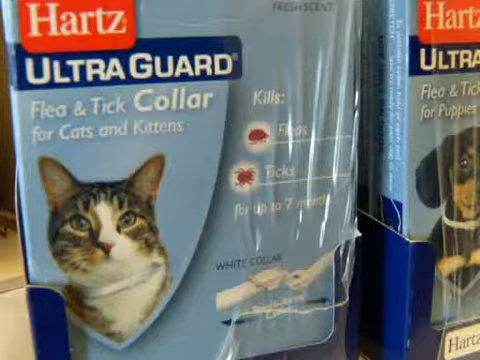 Hartz
FRESH SCENT
ULTRA GUARD®
Flea & Tick Collar
for Cats and Kittens
Kills:
Fleas
Ticks
for up to 7 months
WHITE COLLAR
Hartz
ULTRA
Flea &
for Puppies
Hartz